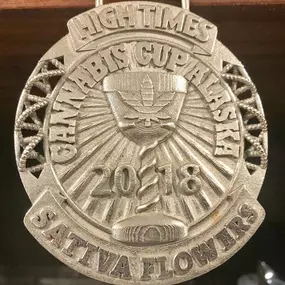 HIGH TIMES
CANNABIS CUP ALASKA
2018
SATIVA FLOWERS